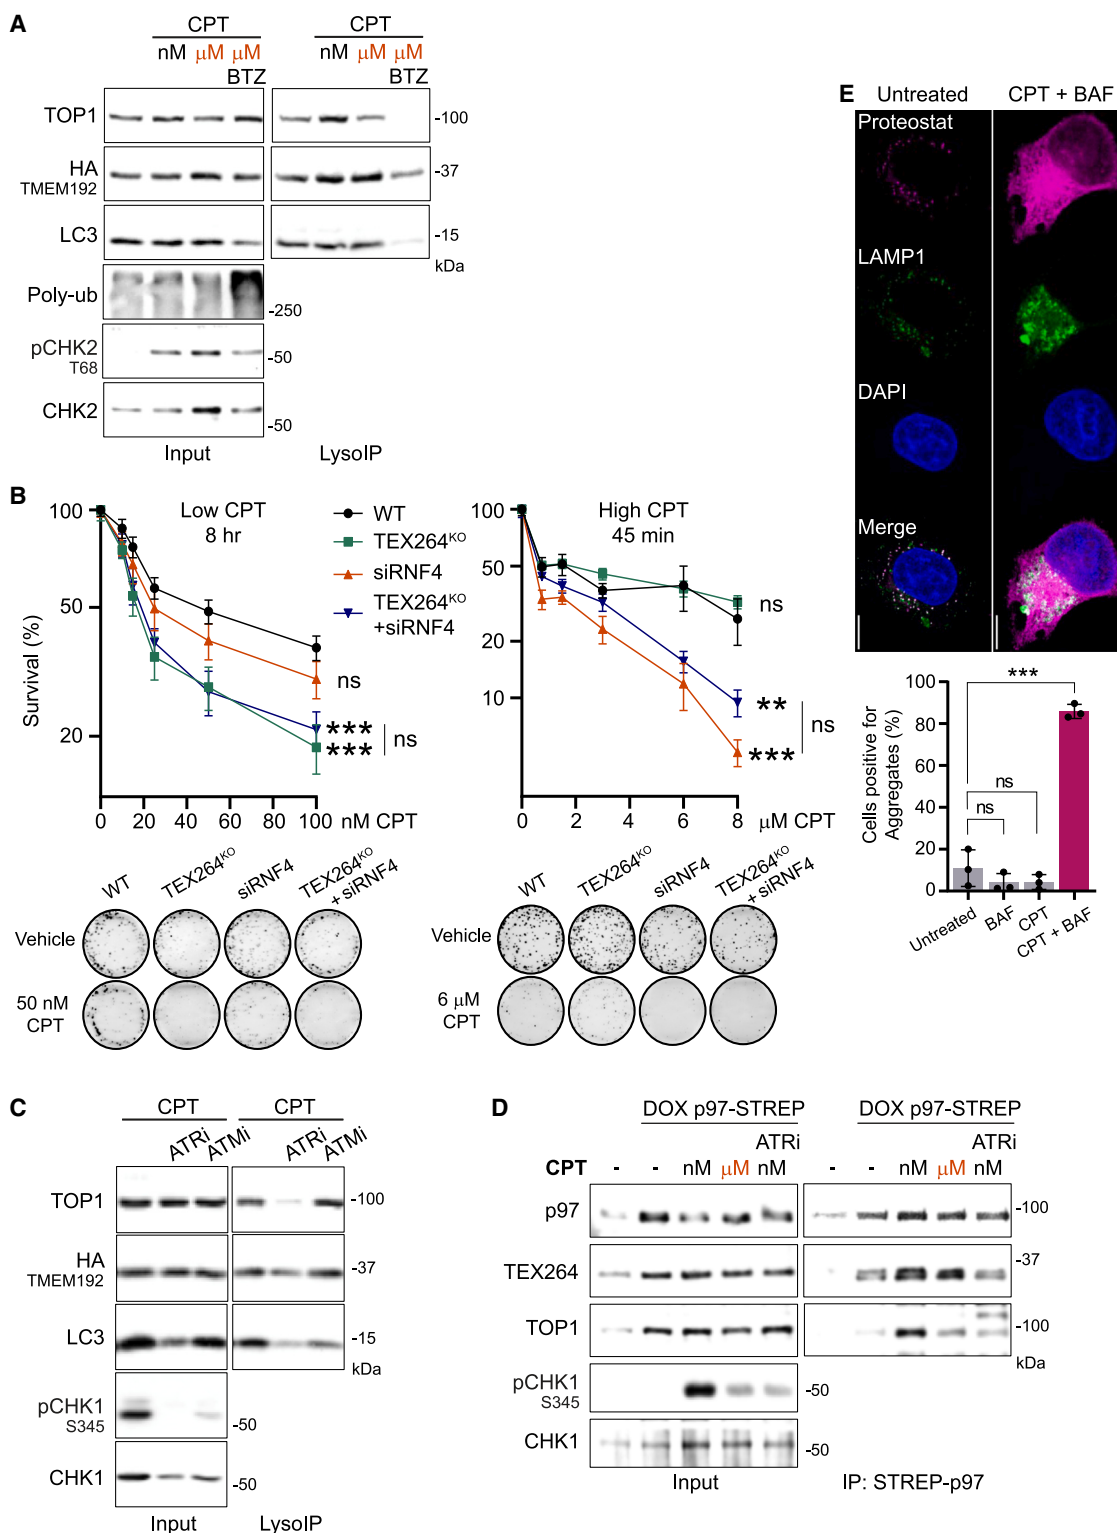 A
CPT
CPT
nM μM μM
nM μM μM
BTZ
BTZ
TOP1
-100
HA
TMEM192
-37
LC3
-15
kDa
Poly-ub
-250
pCHK2
T68
-50
CHK2
-50
Input
LysoIP
B
Low CPT
8 hr
WT
TEX264KO
siRNF4
TEX264KO
+siRNF4
High CPT
45 min
Survival (%)
100
50
20
ns
***
***
ns
0 20 40 60 80 100 nM CPT
100
50
20
10
ns
**
***
ns
0 2 4 6 8 μM CPT
WT
TEX264KO
siRNF4
TEX264KO
+ siRNF4
WT
TEX264KO
siRNF4
TEX264KO
+ siRNF4
Vehicle
Vehicle
50 nM
CPT
6 μM
CPT
C
CPT
CPT
ATRi ATMi
ATRi ATMi
TOP1
-100
HA
TMEM192
-37
LC3
-15
kDa
pCHK1
S345
-50
CHK1
-50
Input
LysoIP
D
DOX p97-STREP
DOX p97-STREP
ATRi
ATRi
CPT - - nM μM nM
- - nM μM nM
p97
-100
TEX264
-37
TOP1
-100
kDa
pCHK1
S345
-50
CHK1
-50
Input
IP: STREP-p97
E
Untreated
CPT + BAF
Proteostat
LAMP1
DAPI
Merge
Cells positive for
Aggregates (%)
100
80
60
40
20
0
***
ns
ns
Untreated
BAF
CPT
CPT + BAF